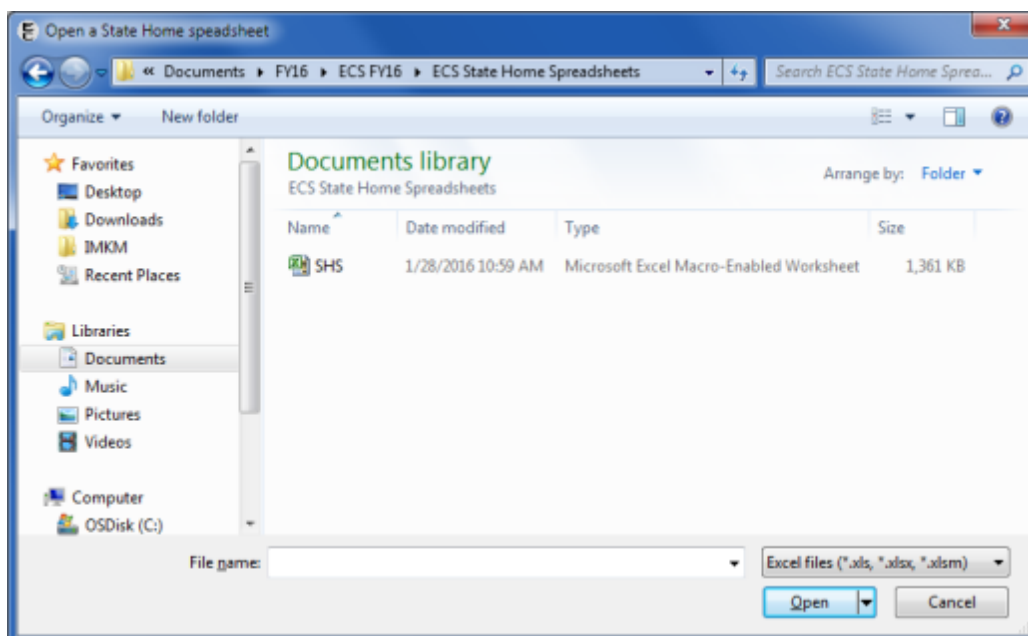 Open a State Home speadsheet
« Documents ▸ FY16 ▸ ECS FY16 ▸ ECS State Home Spreadsheets
Search ECS State Home Sprea...
Organize New folder
Favorites
Desktop
Downloads
IMKM
Recent Places
Libraries
Documents
Music
Pictures
Videos
Computer
OSDisk (C:)
Documents library
ECS State Home Spreadsheets
Arrange by: Folder
Name Date modified Type Size
SHS 1/28/2016 10:59 AM Microsoft Excel Macro-Enabled Worksheet 1,361 KB
File name:
Excel files (*.xls, *.xlsx, *.xlsm)
Open Cancel